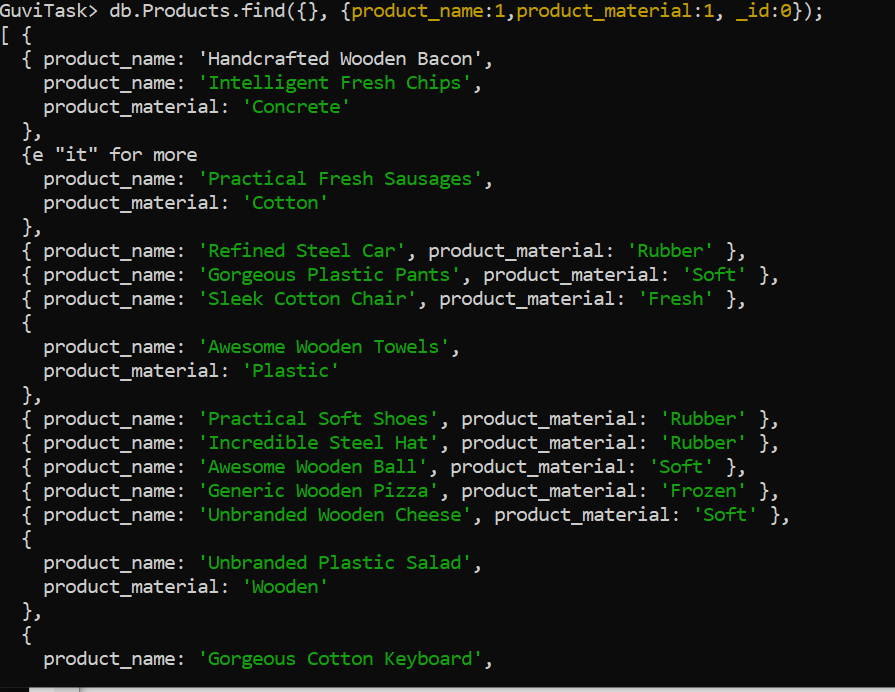 GuviTask> db.Products.find({}, {product_name:1,product_material:1, _id:0});
[ {
  { product_name: 'Handcrafted Wooden Bacon',
    product_name: 'Intelligent Fresh Chips',
    product_material: 'Concrete'
  },
  {e "it" for more
    product_name: 'Practical Fresh Sausages',
    product_material: 'Cotton'
  },
  { product_name: 'Refined Steel Car', product_material: 'Rubber' },
  { product_name: 'Gorgeous Plastic Pants', product_material: 'Soft' },
  { product_name: 'Sleek Cotton Chair', product_material: 'Fresh' },
  {
    product_name: 'Awesome Wooden Towels',
    product_material: 'Plastic'
  },
  { product_name: 'Practical Soft Shoes', product_material: 'Rubber' },
  { product_name: 'Incredible Steel Hat', product_material: 'Rubber' },
  { product_name: 'Awesome Wooden Ball', product_material: 'Soft' },
  { product_name: 'Generic Wooden Pizza', product_material: 'Frozen' },
  { product_name: 'Unbranded Wooden Cheese', product_material: 'Soft' },
  {
    product_name: 'Unbranded Plastic Salad',
    product_material: 'Wooden'
  },
  {
    product_name: 'Gorgeous Cotton Keyboard',